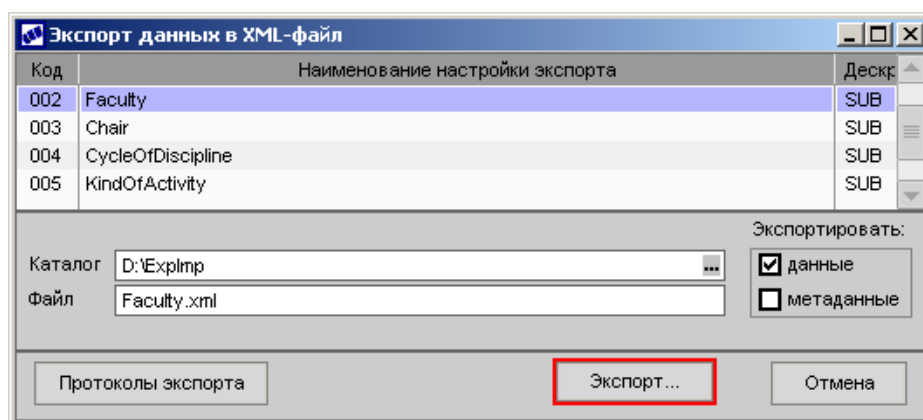 Экспорт данных в XML-файл
Код Наименование настройки экспорта Дескр
002 Faculty SUB
003 Chair SUB
004 CycleOfDiscipline SUB
005 KindOfActivity SUB
Экспортировать:
Каталог D:\ExpImp ... данные
Файл Faculty.xml метаданные
Протоколы экспорта Экспорт... Отмена